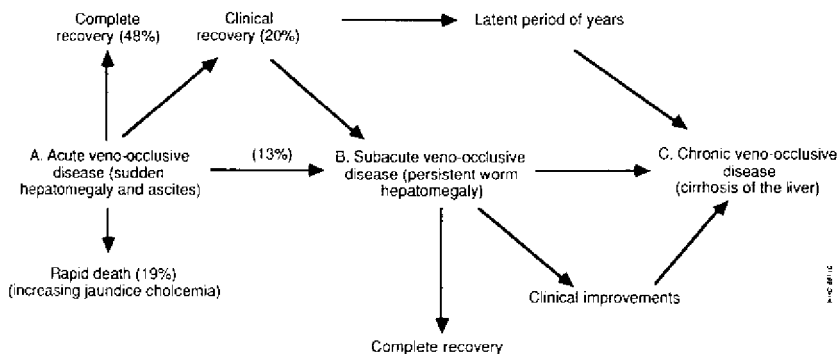 Complete
recovery (48%)
Clinical
recovery (20%)
Latent period of years
A. Acute veno-occlusive
disease (sudden
hepatomegaly and ascites)
(13%)
B. Subacute veno-occlusive
disease (persistent worm
hepatomegaly)
C. Chronic veno-occlusive
disease
(cirrhosis of the liver)
Rapid death (19%)
(increasing jaundice cholcemia)
Clinical improvements
Complete recovery